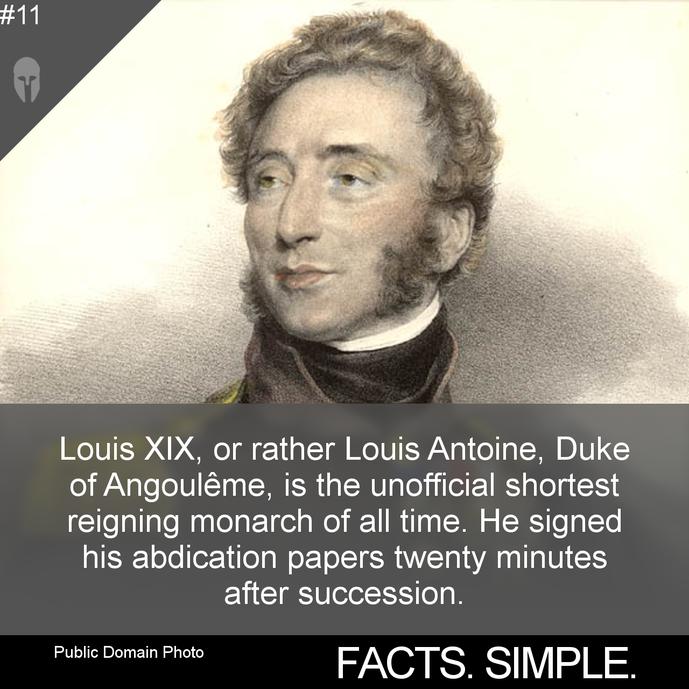 #11
Louis XIX, or rather Louis Antoine, Duke
of Angoulême, is the unofficial shortest
reigning monarch of all time. He signed
his abdication papers twenty minutes
after succession.
Public Domain Photo
FACTS. SIMPLE.